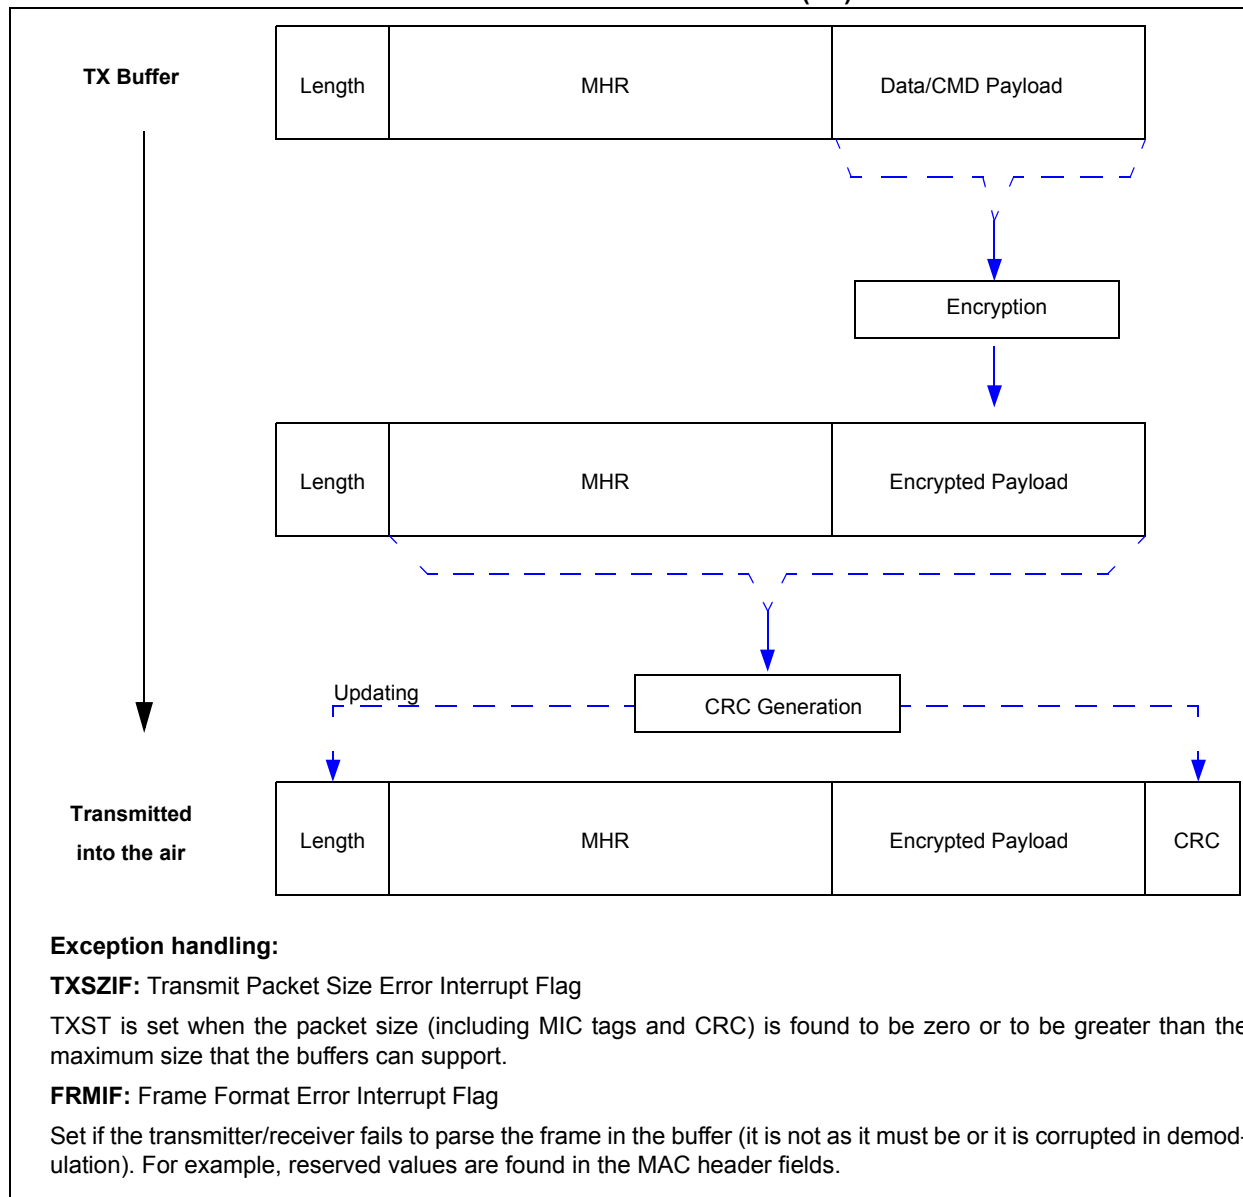 TX Buffer
Length
MHR
Data/CMD Payload
Encryption
Length
MHR
Encrypted Payload
Updating
CRC Generation
Transmitted
into the air
Length
MHR
Encrypted Payload
CRC
Exception handling:
TXSZIF: Transmit Packet Size Error Interrupt Flag
TXST is set when the packet size (including MIC tags and CRC) is found to be zero or to be greater than the
maximum size that the buffers can support.
FRMIF: Frame Format Error Interrupt Flag
Set if the transmitter/receiver fails to parse the frame in the buffer (it is not as it must be or it is corrupted in demod-
ulation). For example, reserved values are found in the MAC header fields.